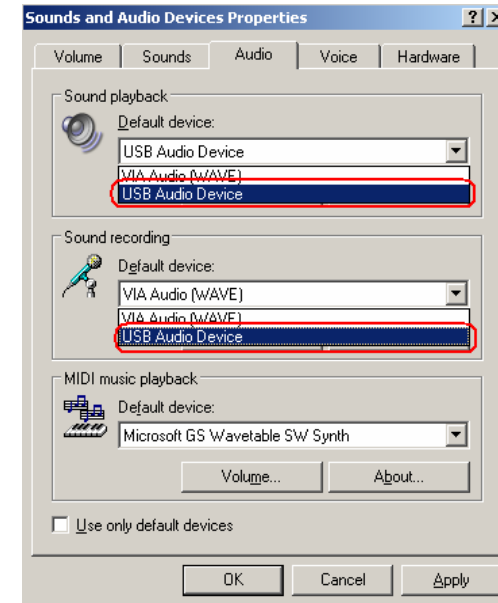 Sounds and Audio Devices Properties ? X
Volume Sounds Audio Voice Hardware
Sound playback
Default device:
USB Audio Device
VIA Audio (WAVE)
USB Audio Device
Sound recording
Default device:
VIA Audio (WAVE)
VIA Audio (WAVE)
USB Audio Device
MIDI music playback
Default device:
Microsoft GS Wavetable SW Synth
Volume... About...
Use only default devices
OK Cancel Apply